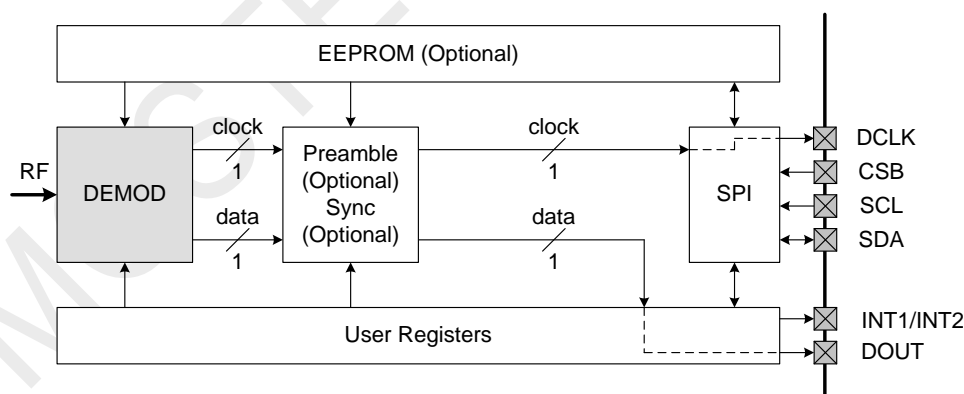 EEPROM (Optional)
clock
1
clock
1
DCLK
RF
DEMOD
Preamble
(Optional)
Sync
(Optional)
SPI
CSB
SCL
SDA
data
1
data
1
User Registers
INT1/INT2
DOUT